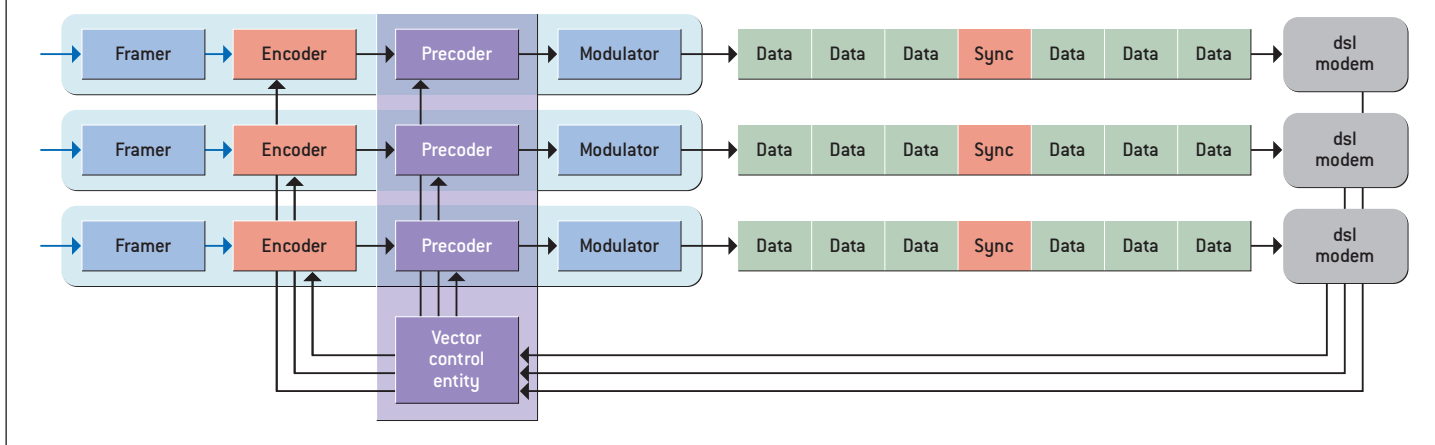 Framer Encoder Precoder Modulator Data Data Data Sync Data Data Data dsl
modem
Framer Encoder Precoder Modulator Data Data Data Sync Data Data Data dsl
modem
Framer Encoder Precoder Modulator Data Data Data Sync Data Data Data dsl
modem
Vector
control
entity